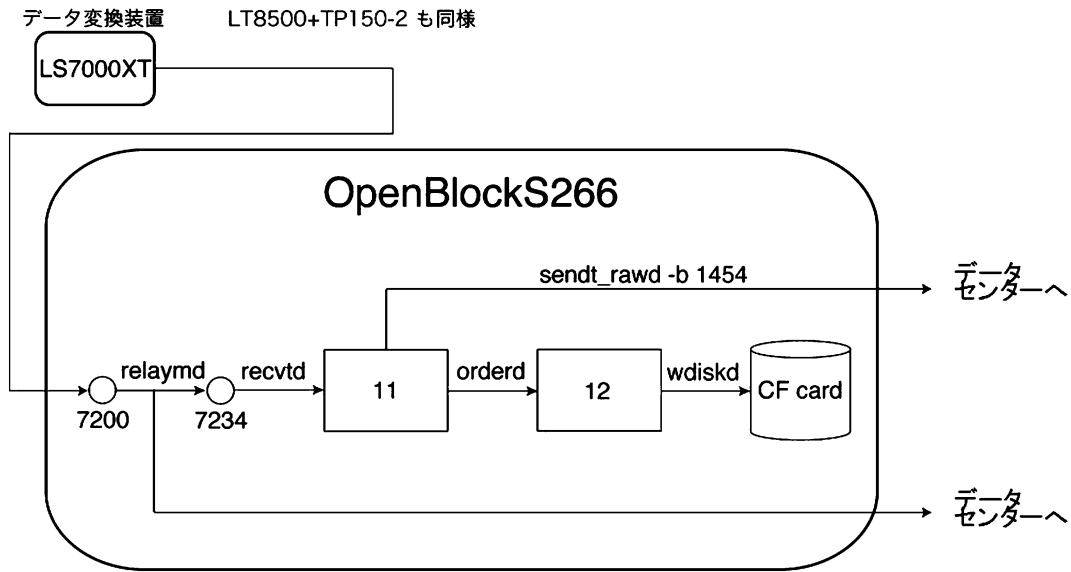 データ変換装置
LT8500+TP150-2 も同様
LS7000XT
OpenBlockS266
sendt_rawd -b 1454
データ
センターへ
relaymd
recvtd
11
orderd
12
wdiskd
CF card
7200
7234
データ
センターへ